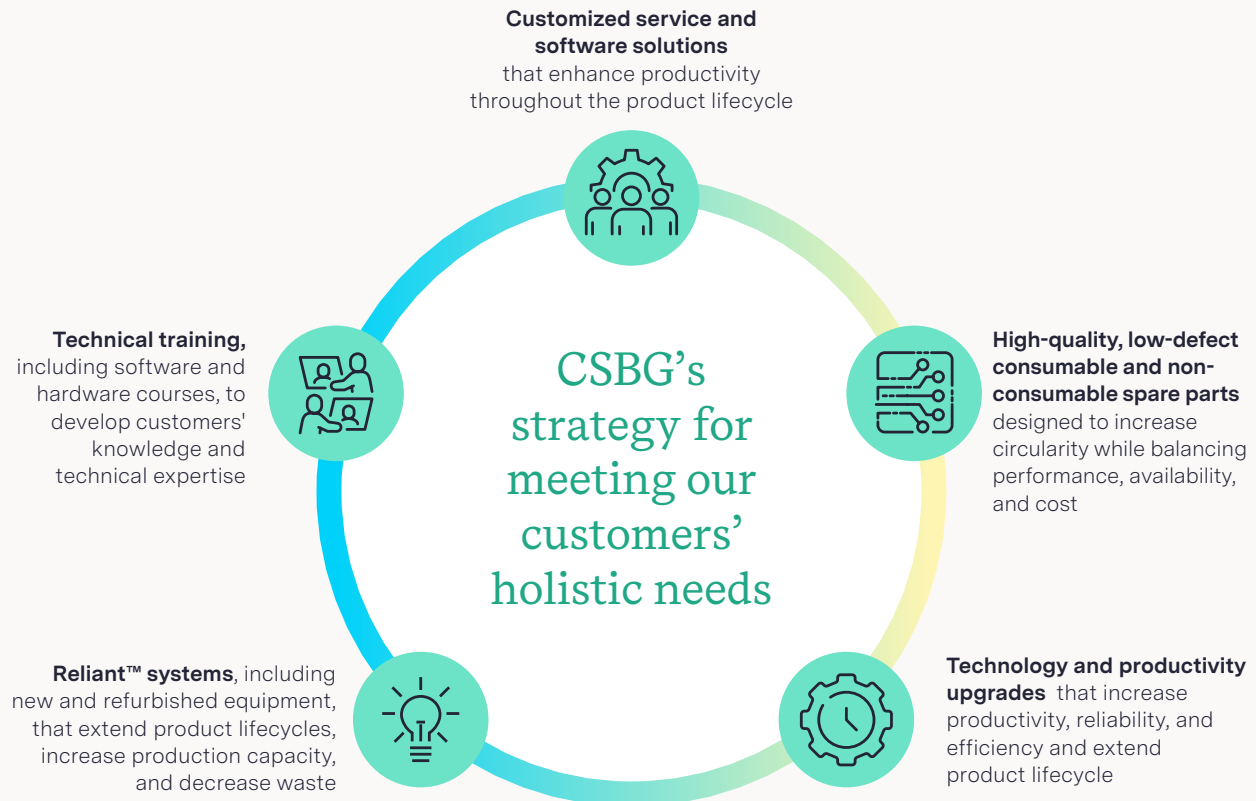 Customized service and
software solutions
that enhance productivity
throughout the product lifecycle
Technical training,
including software and
hardware courses, to
develop customers'
knowledge and
technical expertise
CSBG’s
strategy for
meeting our
customers’
holistic needs
High-quality, low-defect
consumable and non-
consumable spare parts
designed to increase
circularity while balancing
performance, availability,
and cost
Reliant™ systems, including
new and refurbished equipment,
that extend product lifecycles,
increase production capacity,
and decrease waste
Technology and productivity
upgrades that increase
productivity, reliability, and
efficiency and extend
product lifecycle